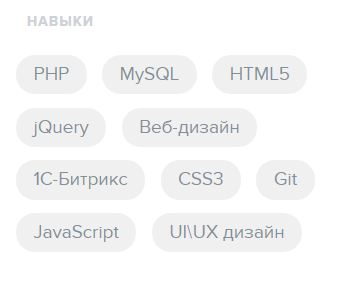 НАВЫКИ
PHP MySQL HTML5
jQuery Веб-дизайн
1С-Битрикс CSS3 Git
JavaScript UI\UX дизайн